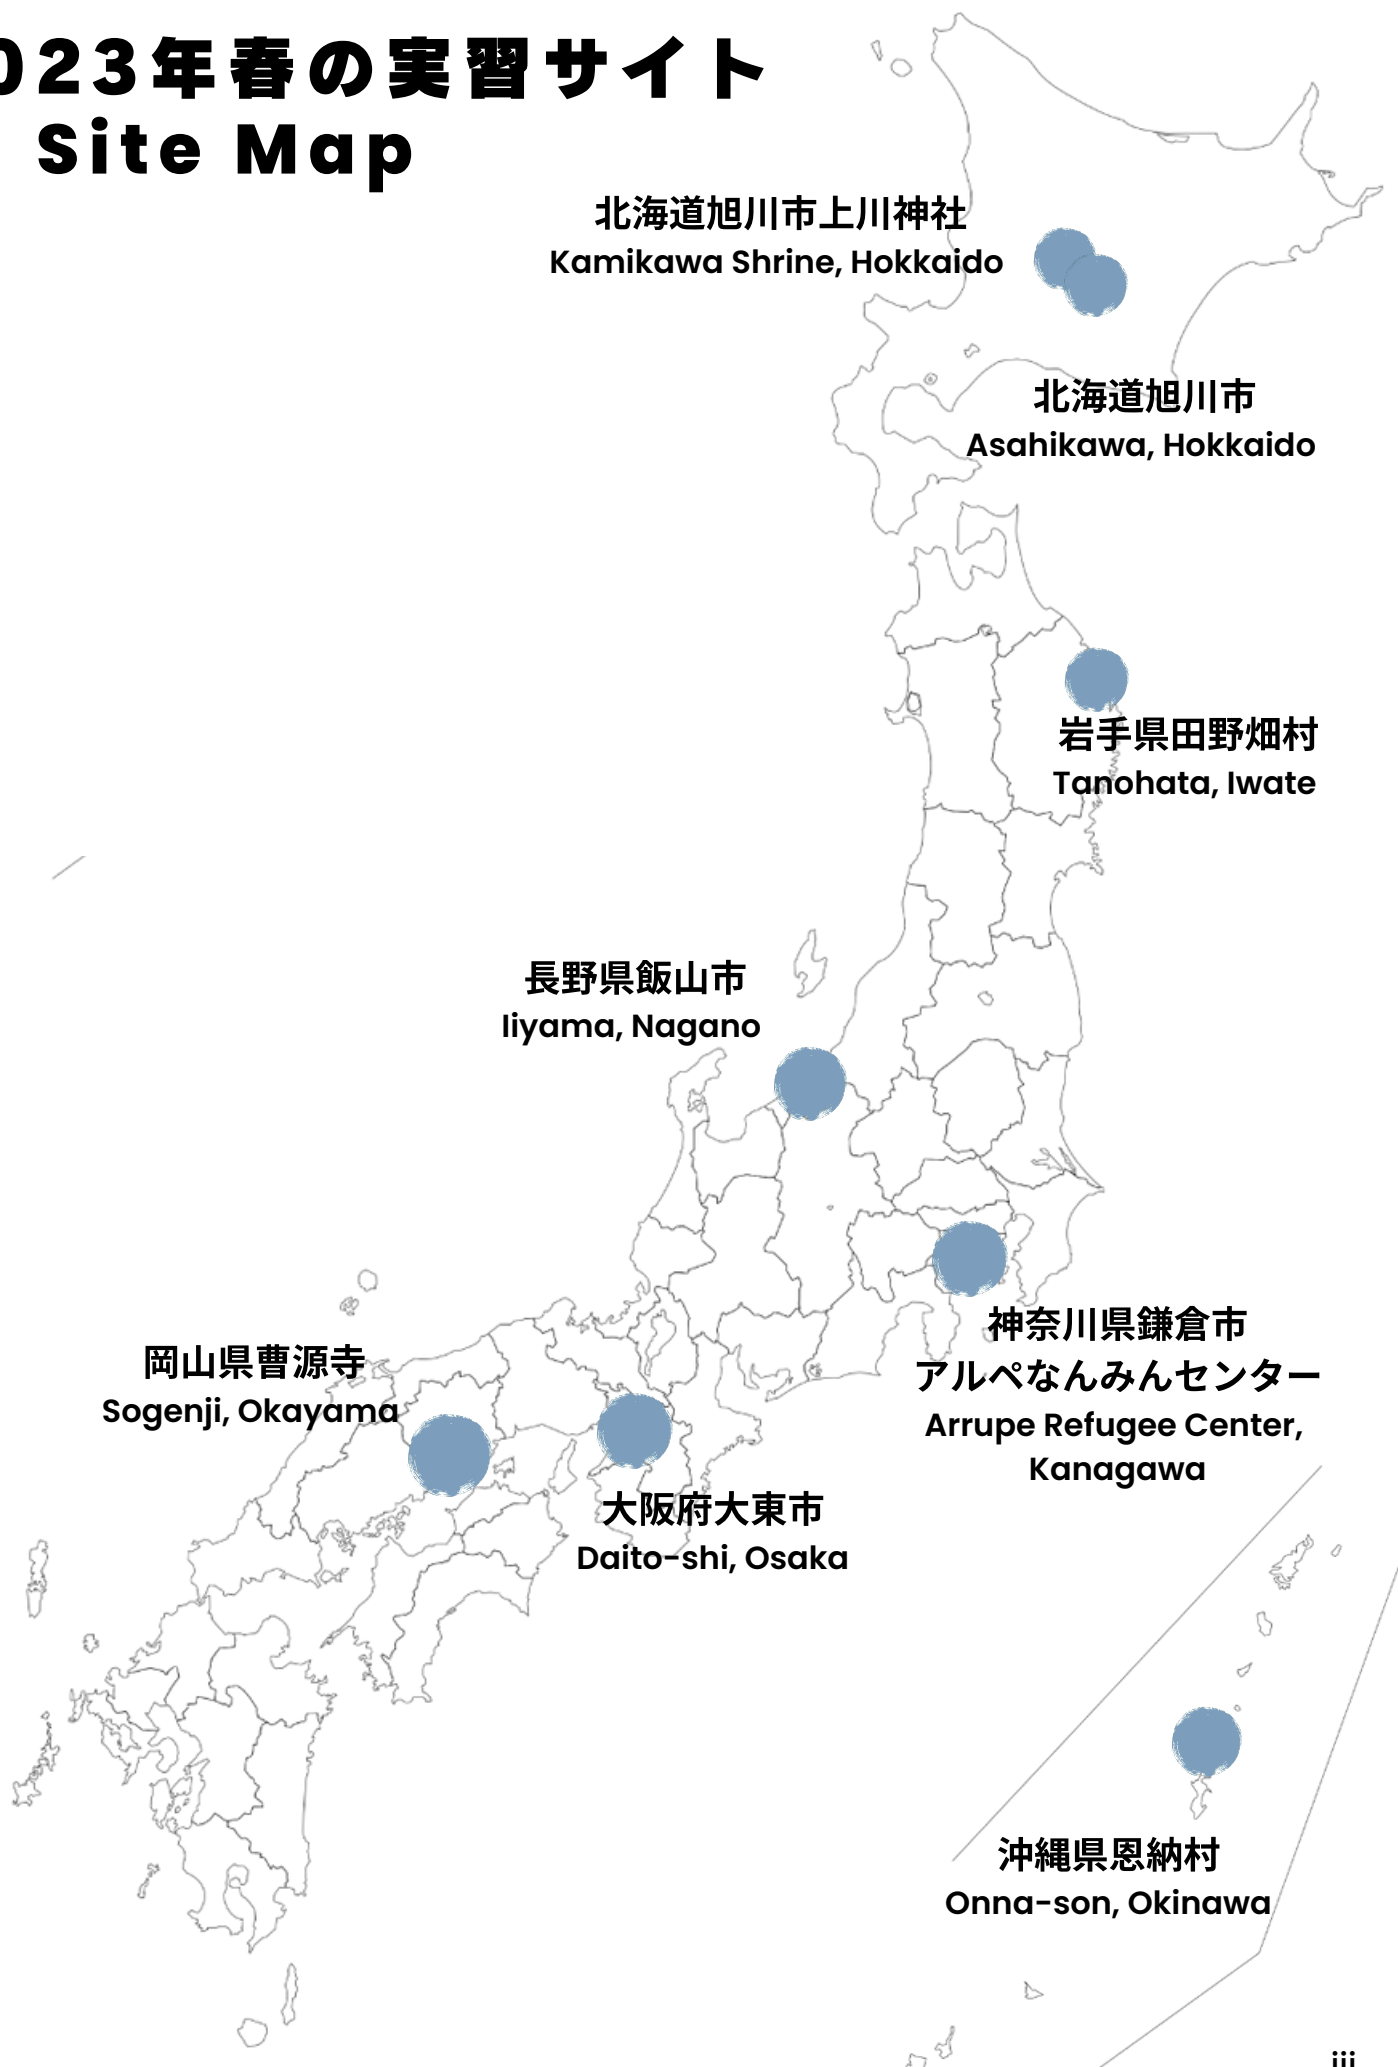 023年春の実習サイト
Site Map
北海道旭川市上川神社
Kamikawa Shrine, Hokkaido
北海道旭川市
Asahikawa, Hokkaido
岩手県田野畑村
Tanohata, Iwate
長野県飯山市
Iiyama, Nagano
神奈川県鎌倉市
アルペなんみんセンター
Arrupe Refugee Center,
Kanagawa
岡山県曹源寺
Sogenji, Okayama
大阪府大東市
Daito-shi, Osaka
沖縄県恩納村
Onna-son, Okinawa
iii